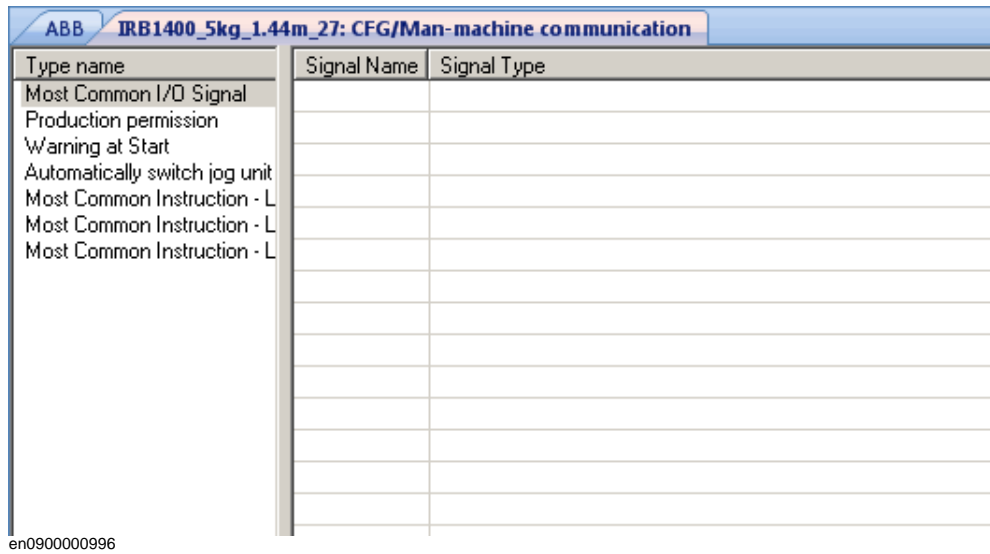 ABB IRB1400_5kg_1.44m_27: CFG/Man-machine communication
Type name Signal Name Signal Type
Most Common I/O Signal
Production permission
Warning at Start
Automatically switch jog unit
Most Common Instruction - L
Most Common Instruction - L
Most Common Instruction - L
en0900000996